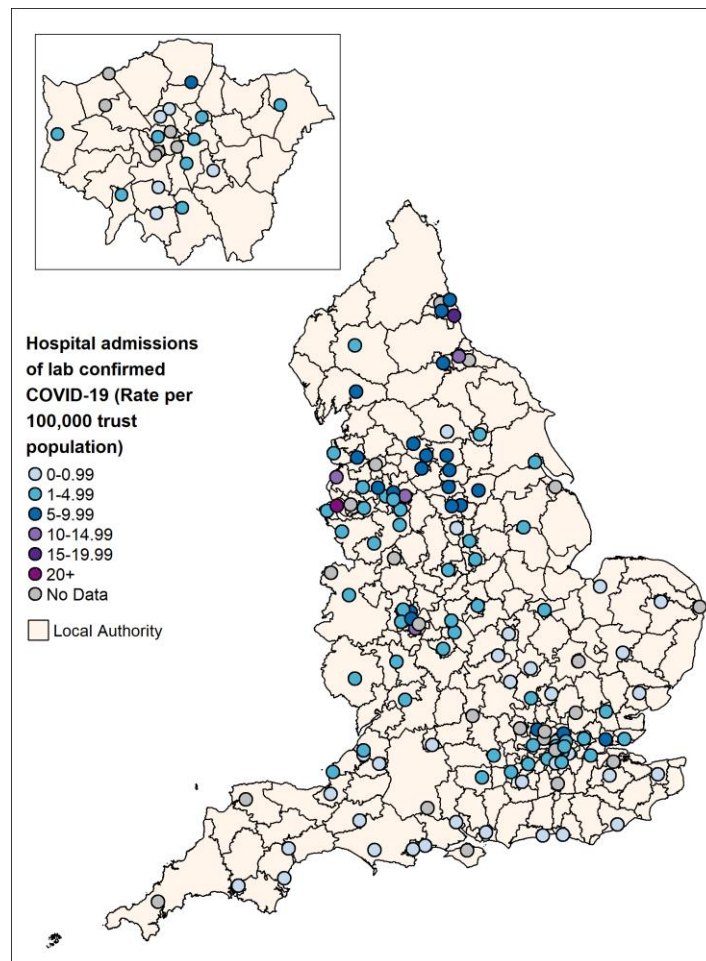 Hospital admissions
of lab confirmed
COVID-19 (Rate per
100,000 trust
population)
0-0.99
1-4.99
5-9.99
10-14.99
15-19.99
20+
No Data
Local Authority